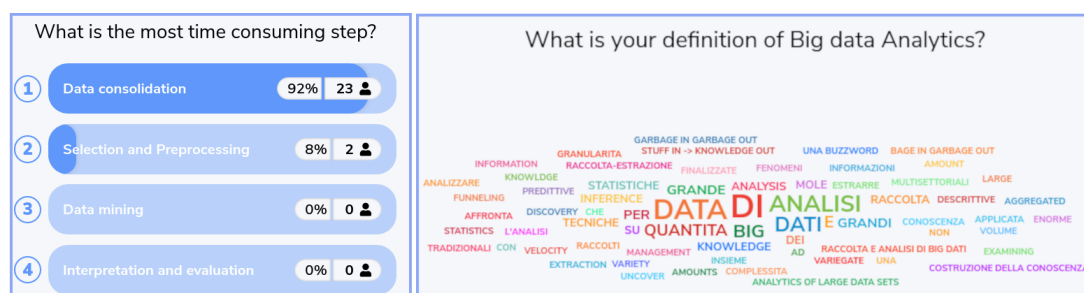 What is the most time consuming step?
1 Data consolidation 92% 23
2 Selection and Preprocessing 8% 2
3 Data mining 0% 0
4 Interpretation and evaluation 0% 0
What is your definition of Big data Analytics?
GARBAGE IN GARBAGE OUT
GRANULARITA STUFF IN -> KNOWLEDGE OUT UNA BUZZWORD BAGE IN GARBAGE OUT
INFORMATION RACCOLTA-ESTRAZIONE FINALIZZATE FENOMENI INFORMAZIONI AMOUNT
ANALIZZARE KNOWLDGE STATISTICHE GRANDE ANALYSIS MOLE ESTRARRE MULTISETTORIALI LARGE
FUNNELING PREDITTIVE INFERENCE DATA DI ANALISI RACCOLTA DESCRITTIVE AGGREGATED
AFFRONTA DISCOVERY CHE PER
TECNICHE DATI E GRANDI CONOSCENZA APPLICATA ENORME
STATISTICS L'ANALISI SU QUANTITA BIG NON VOLUME
TRADIZIONALI CON VELOCITY RACCOLTI MANAGEMENT KNOWLEDGE DEI AD RACCOLTA E ANALISI DI BIG DATI EXAMINING
EXTRACTION VARIETY INSIEME VARIEGATE UNA
UNCOVER AMOUNTS COMPLESSITA COSTRUZIONE DELLA CONOSCENZA
ANALYTICS OF LARGE DATA SETS